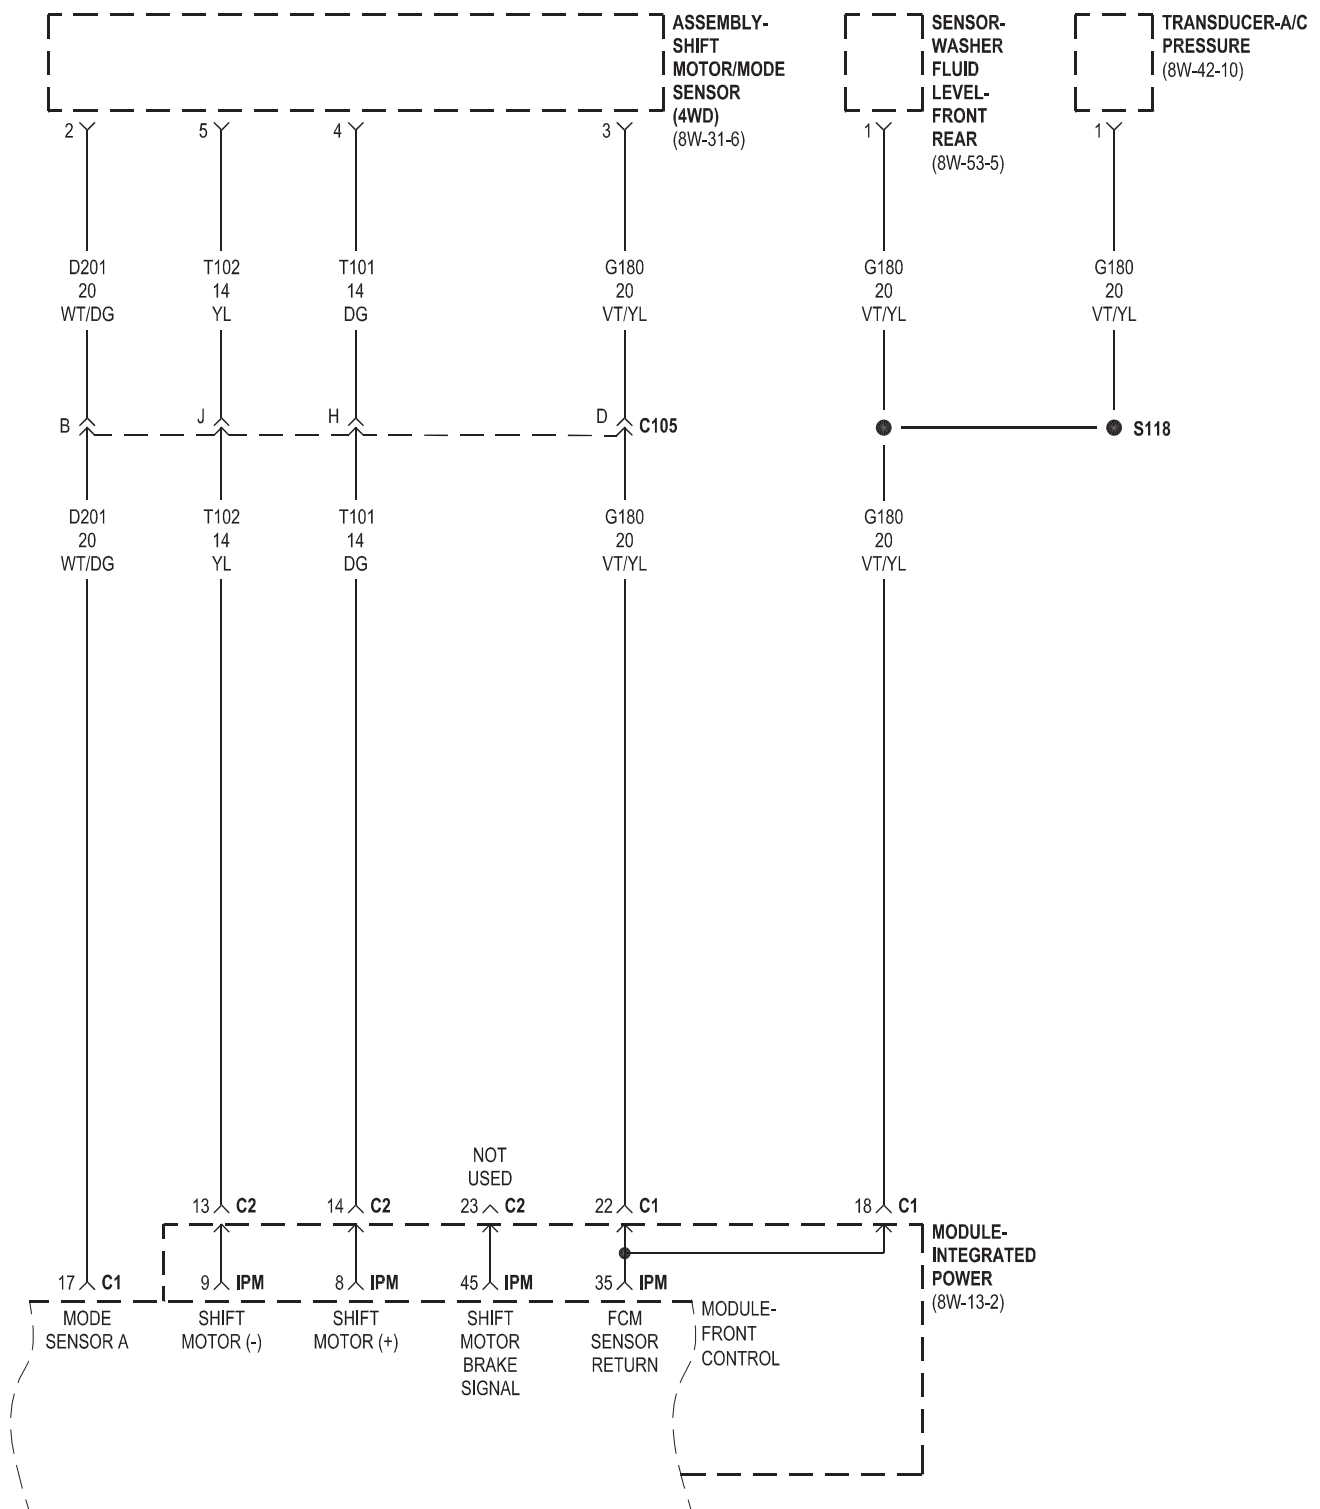 ASSEMBLY-
SHIFT
MOTOR/MODE
SENSOR
(4WD)
(8W-31-6)
SENSOR-
WASHER
FLUID
LEVEL-
FRONT
REAR
(8W-53-5)
TRANSDUCER-A/C
PRESSURE
(8W-42-10)
2
5
4
3
1
1
D201
20
WT/DG
T102
14
YL
T101
14
DG
G180
20
VT/YL
G180
20
VT/YL
G180
20
VT/YL
B
J
H
D
C105
S118
D201
20
WT/DG
T102
14
YL
T101
14
DG
G180
20
VT/YL
G180
20
VT/YL
NOT
USED
13 C2
14 C2
23 C2
22 C1
18 C1
MODULE-
INTEGRATED
POWER
(8W-13-2)
17 C1
9 IPM
8 IPM
45 IPM
35 IPM
MODE
SENSOR A
SHIFT
MOTOR (-)
SHIFT
MOTOR (+)
SHIFT
MOTOR
BRAKE
SIGNAL
FCM
SENSOR
RETURN
MODULE-
FRONT
CONTROL